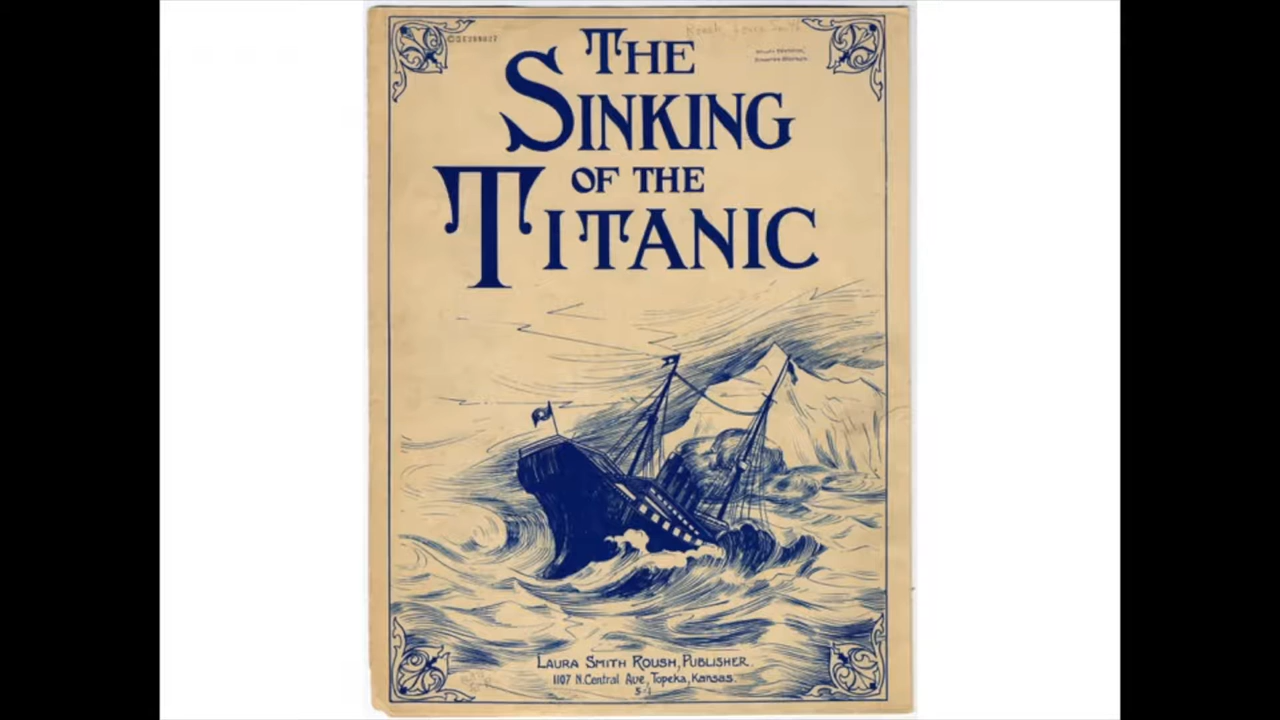 THE
SINKING
OF THE
TITANIC
LAURA SMITH ROUSH, PUBLISHER.
1107 N. Central Ave, Topeka, Kansas.